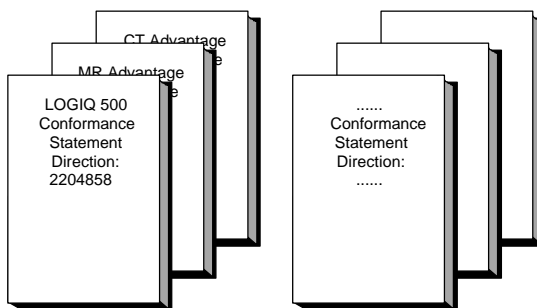 CT Advantage
e
MR Advantage
e
LOGIQ 500
Conformance
Statement
Direction:
2204858
......
Conformance
Statement
Direction:
......